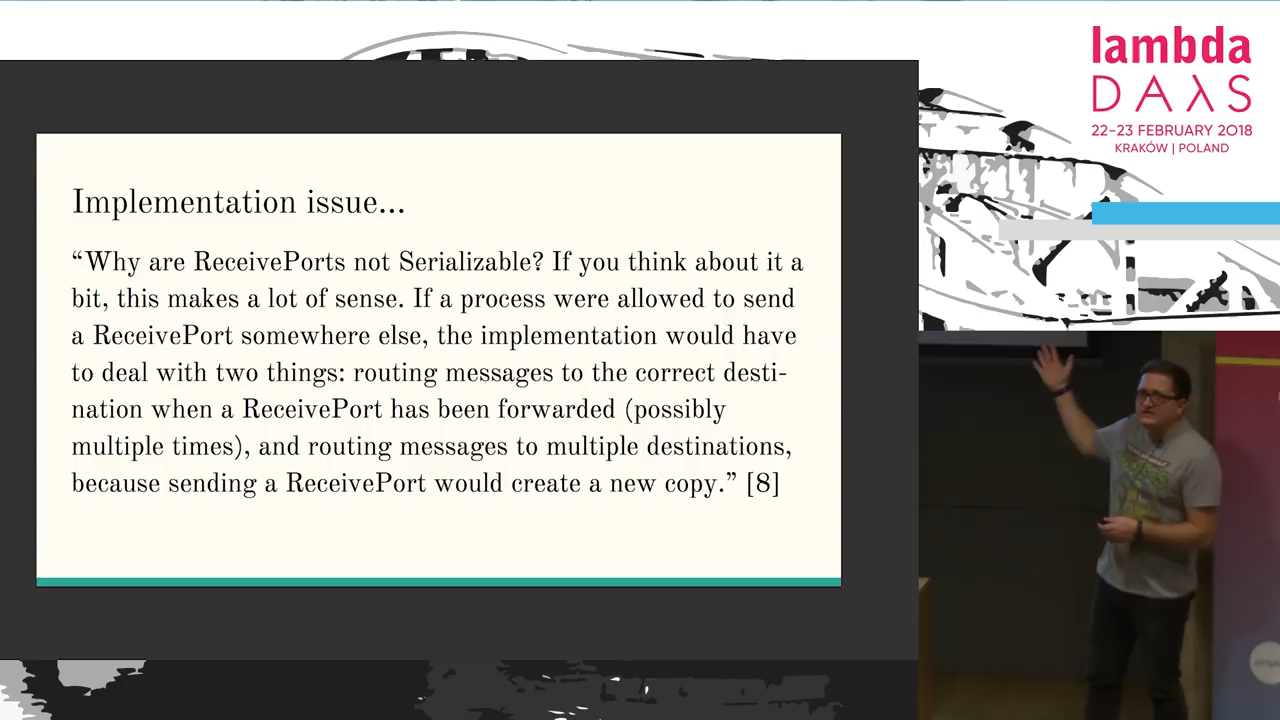 lambda
DAYS
22-23 FEBRUARY 2018
KRAKÓW | POLAND
Implementation issue...
“Why are ReceivePorts not Serializable? If you think about it a
bit, this makes a lot of sense. If a process were allowed to send
a ReceivePort somewhere else, the implementation would have
to deal with two things: routing messages to the correct desti-
nation when a ReceivePort has been forwarded (possibly
multiple times), and routing messages to multiple destinations,
because sending a ReceivePort would create a new copy.” [8]